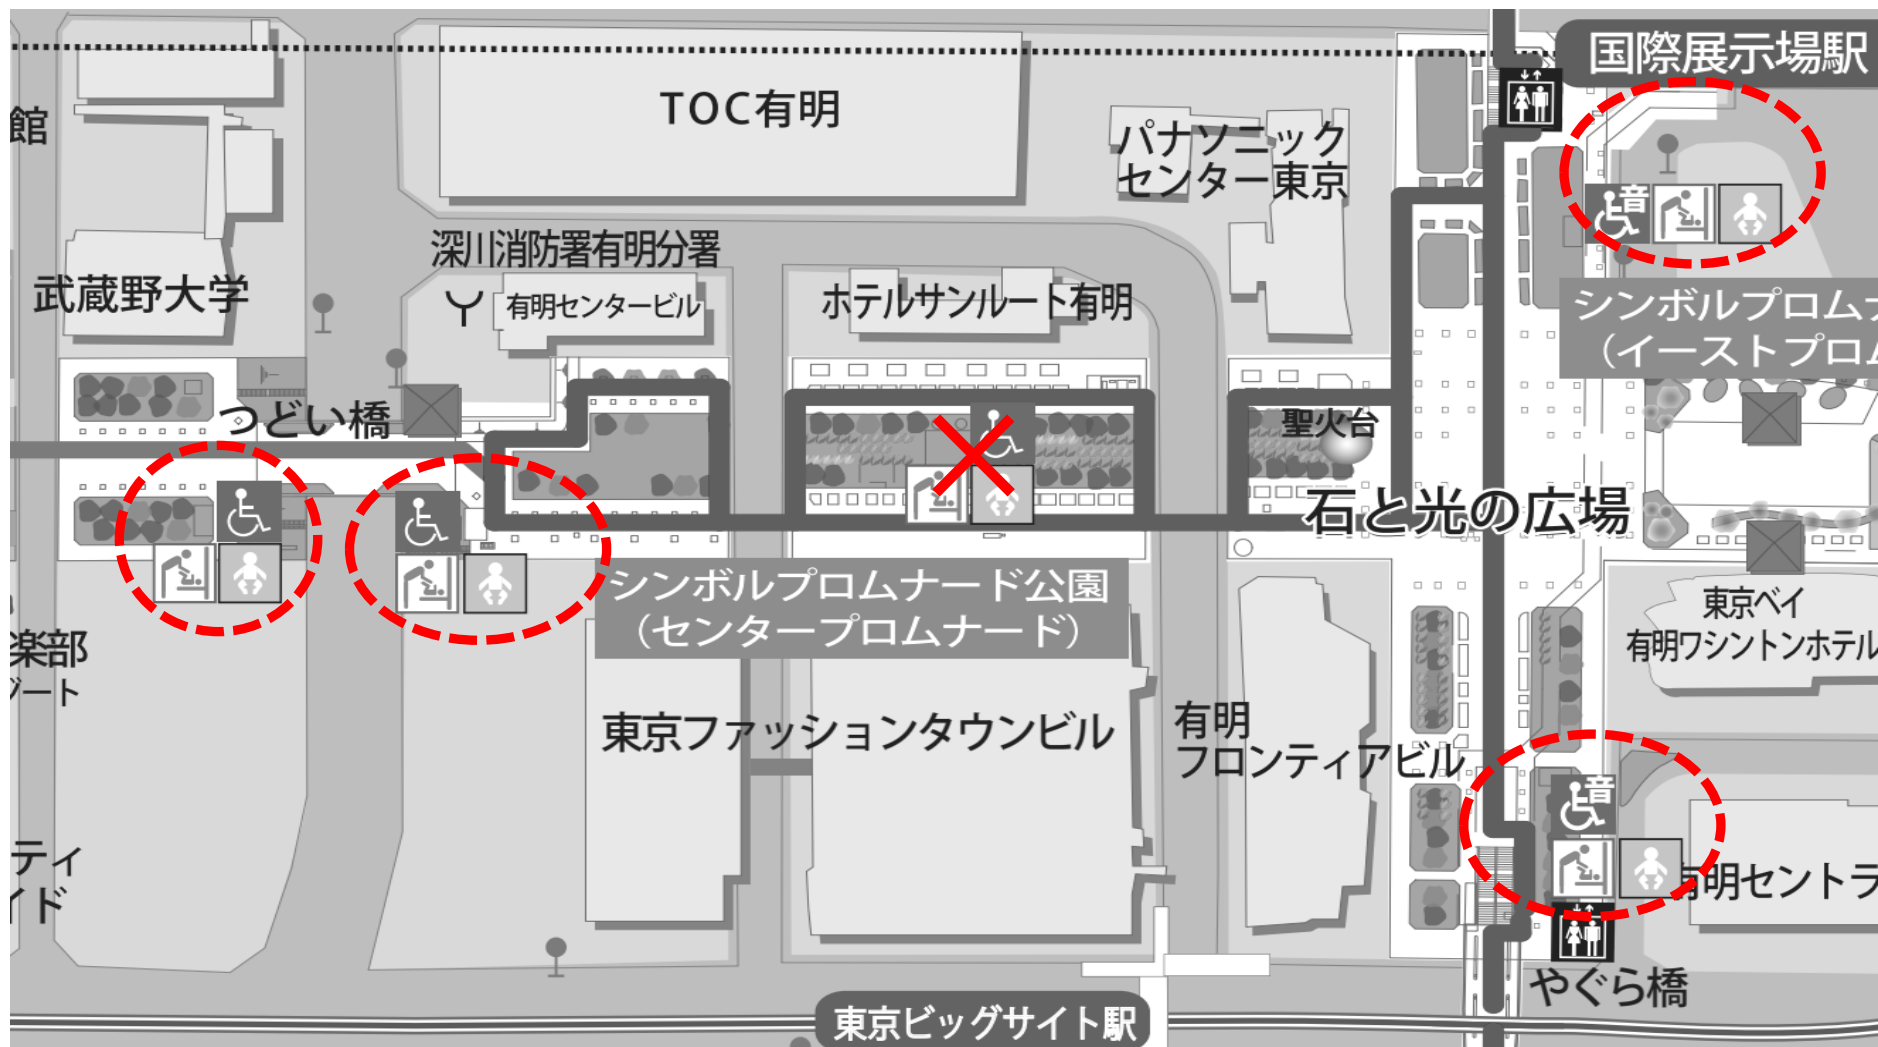 国際展示場駅
TOC有明
館
パナソニック
センター東京
音
深川消防署有明分署
武蔵野大学
有明センタービル
ホテルサンルート有明
シンボルプロムナ
（イーストプロム
つどい橋
聖火台
石と光の広場
シンボルプロムナード公園
（センタープロムナード）
東京ベイ
有明ワシントンホテル
楽部
ート
東京ファッションタウンビル
有明
フロンティアビル
音
ティ
イド
有明セントラ
やぐら橋
東京ビッグサイト駅